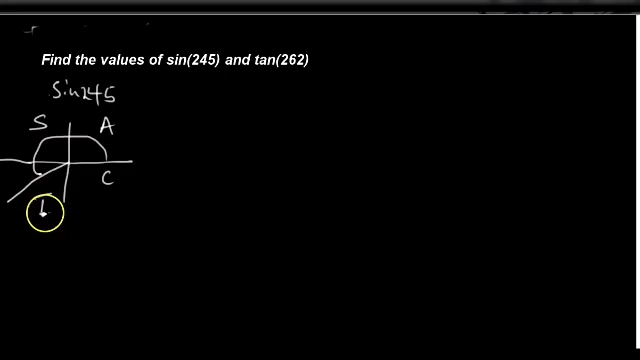 Find the values of sin(245) and tan(262)
Sin245
S A
C